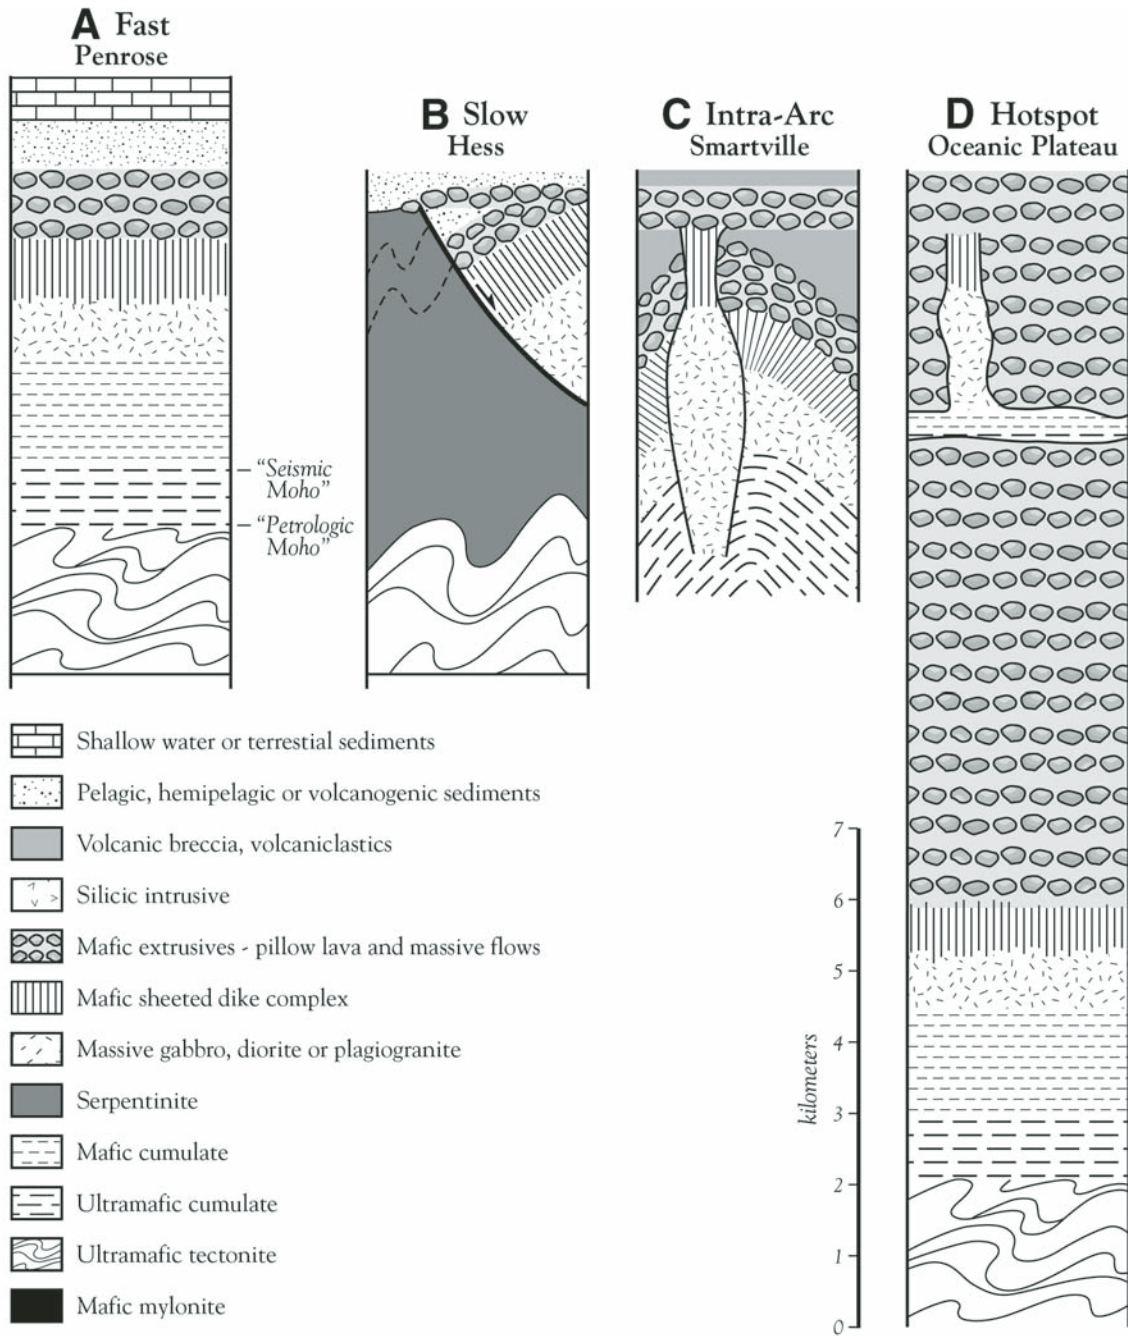 A Fast
Penrose
B Slow
Hess
C Intra-Arc
Smartville
D Hotspot
Oceanic Plateau
“Seismic
Moho”
“Petrologic
Moho”
Shallow water or terrestial sediments
Pelagic, hemipelagic or volcanogenic sediments
Volcanic breccia, volcaniclastics
Silicic intrusive
Mafic extrusives - pillow lava and massive flows
Mafic sheeted dike complex
Massive gabbro, diorite or plagiogranite
Serpentinite
Mafic cumulate
Ultramafic cumulate
Ultramafic tectonite
Mafic mylonite
7
6
5
4
3
2
1
0
kilometers